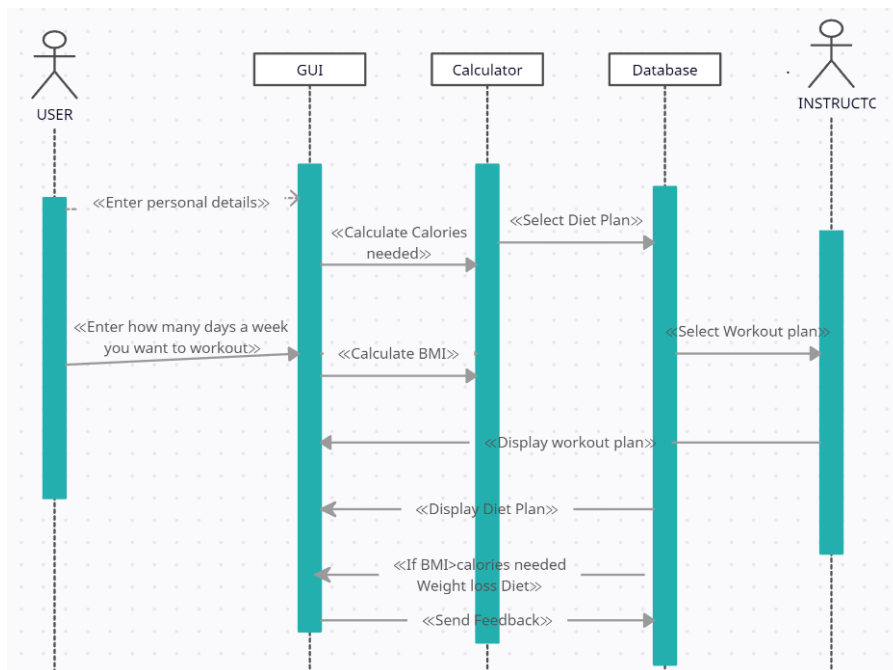 USER
GUI
Calculator
Database
INSTRUCTC
≪Enter personal details≫
≪Calculate Calories
needed≫
≪Select Diet Plan≫
≪Enter how many days a week
you want to workout≫
≪Calculate BMI≫
≪Select Workout plan≫
≪Display workout plan≫
≪Display Diet Plan≫
≪If BMI>calories needed
Weight loss Diet≫
≪Send Feedback≫